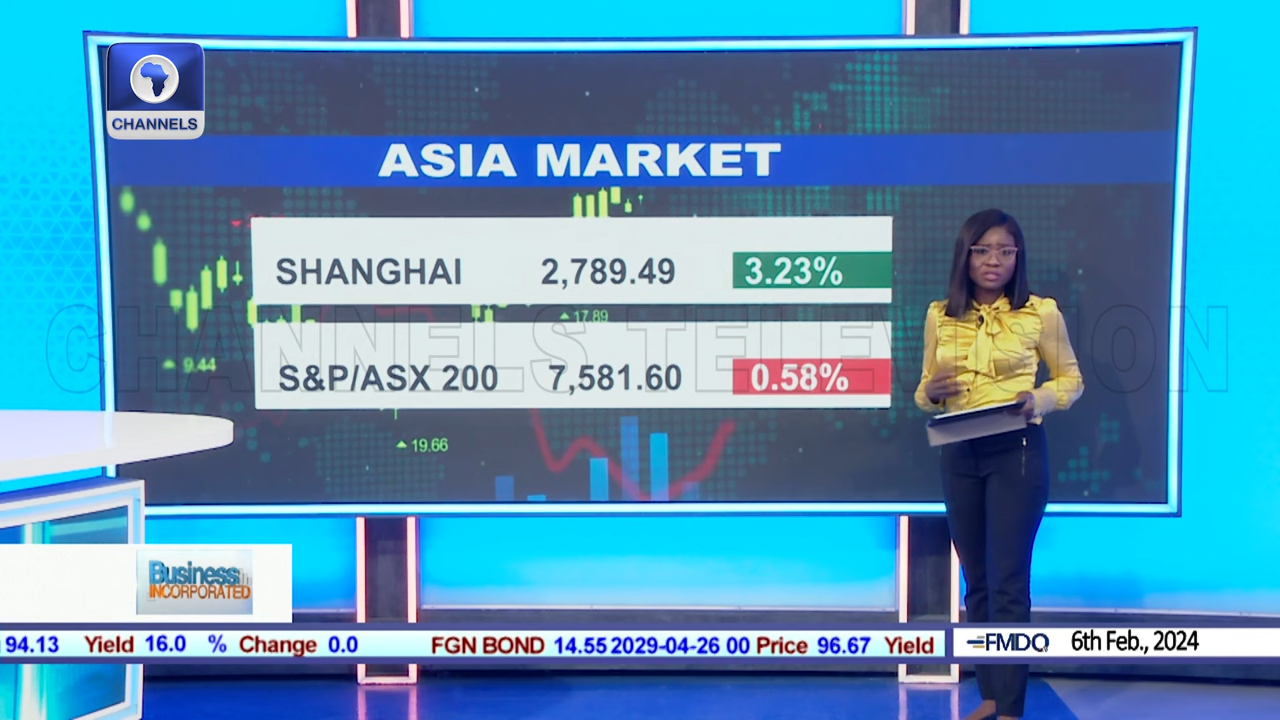 CHANNELS
ASIA MARKET
SHANGHAI 2,789.49 3.23%
17.89
S&P/ASX 200 7,581.60 0.58%
9.44
19.66
CHANNELS TELEVISION
Business
INCORPORATED
94.13 Yield 16.0 % Change 0.0 FGN BOND 14.55 2029-04-26 00 Price 96.67 Yield
FMDQ 6th Feb., 2024